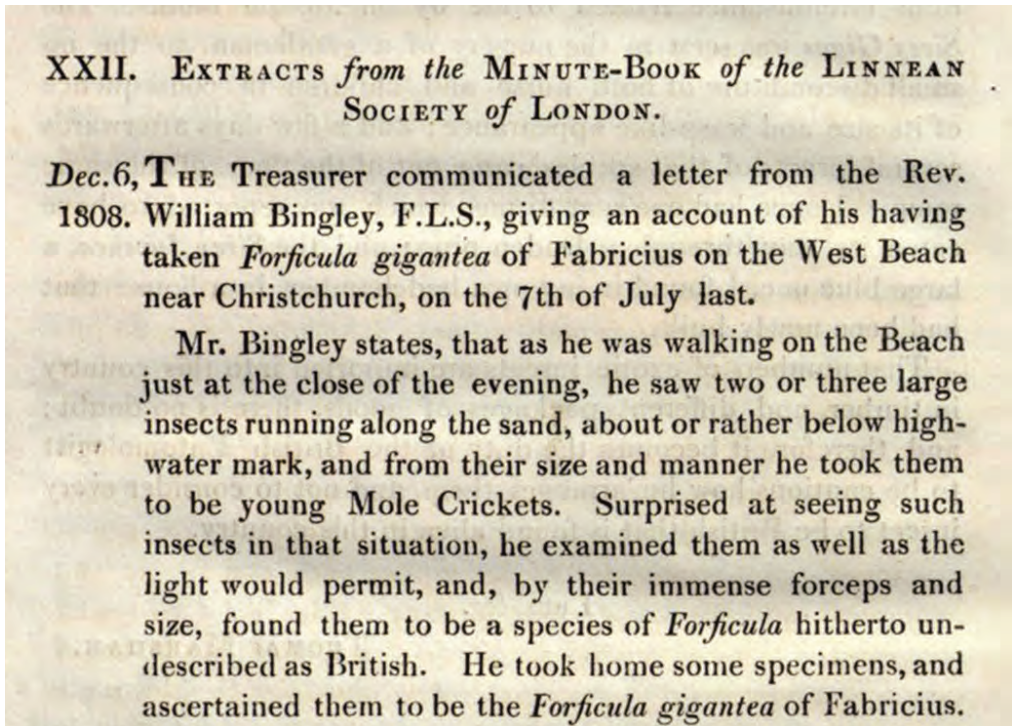 XXII. EXTRACTS from the MINUTE-BOOK of the LINNEAN
SOCIETY of LONDON.
Dec. 6, THE Treasurer communicated a letter from the Rev.
1808. William Bingley, F.L.S., giving an account of his having
taken Forficula gigantea of Fabricius on the West Beach
near Christchurch, on the 7th of July last.
Mr. Bingley states, that as he was walking on the Beach
just at the close of the evening, he saw two or three large
insects running along the sand, about or rather below high-
water mark, and from their size and manner he took them
to be young Mole Crickets. Surprised at seeing such
insects in that situation, he examined them as well as the
light would permit, and, by their immense forceps and
size, found them to be a species of Forficula hitherto un-
described as British. He took home some specimens, and
ascertained them to be the Forficula gigantea of Fabricius.